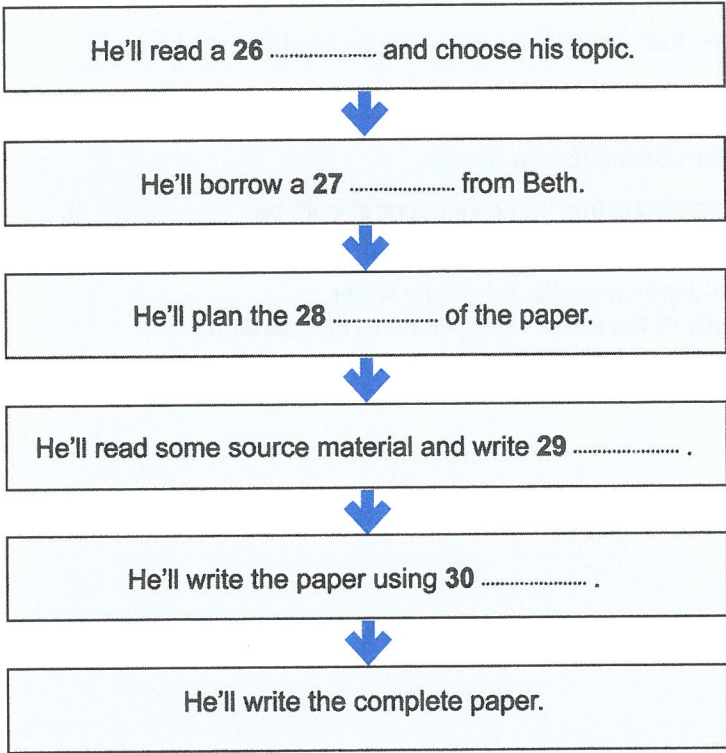 He'll read a 26 .................... and choose his topic.
He'll borrow a 27 .................... from Beth.
He'll plan the 28 .................... of the paper.
He'll read some source material and write 29 .................... .
He'll write the paper using 30 .................... .
He'll write the complete paper.